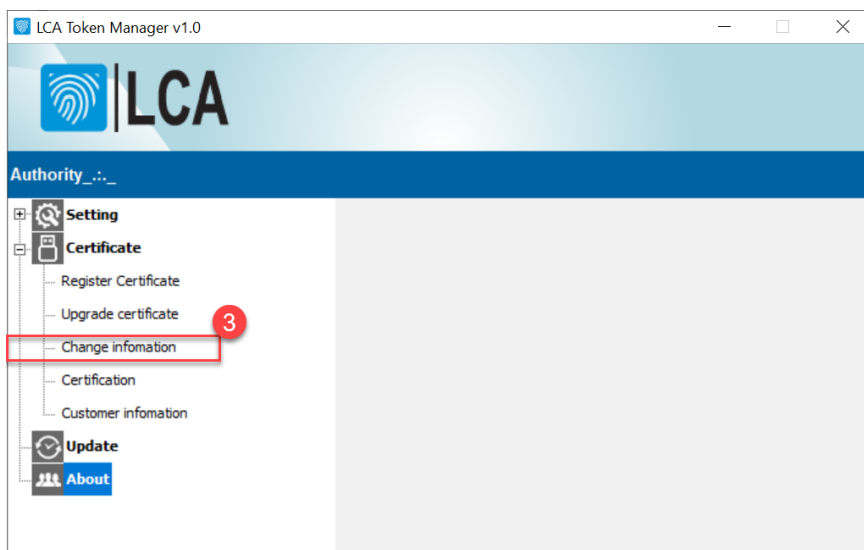 LCA Token Manager v1.0
LCA
Authority_.:._
Setting
Certificate
Register Certificate
Upgrade certificate
3
Change infomation
Certification
Customer infomation
Update
About